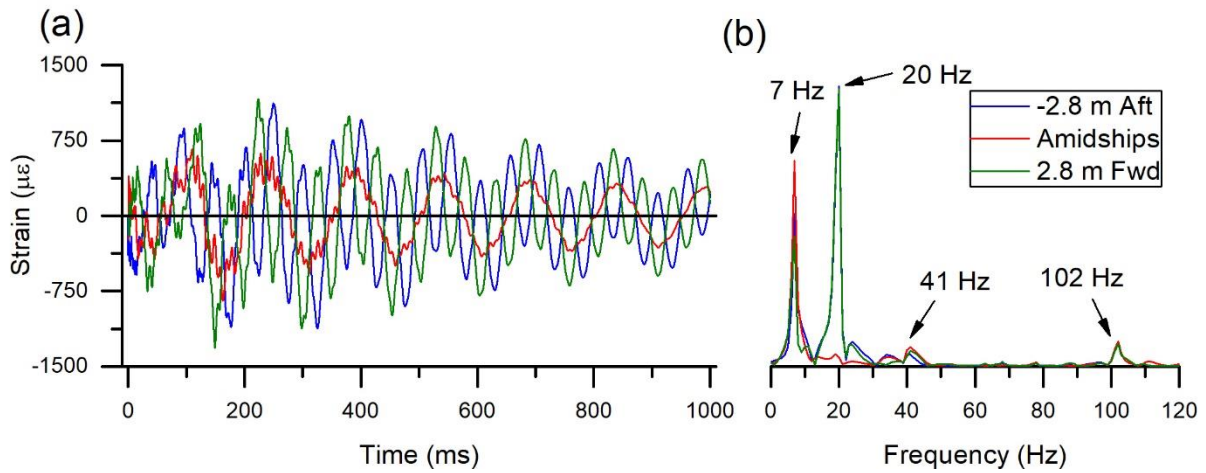 (a)
1500
750
0
-750
-1500
Strain (µε)
0 200 400 600 800 1000
Time (ms)
(b)
7 Hz
20 Hz
-2.8 m Aft
Amidships
2.8 m Fwd
41 Hz
102 Hz
0 20 40 60 80 100 120
Frequency (Hz)